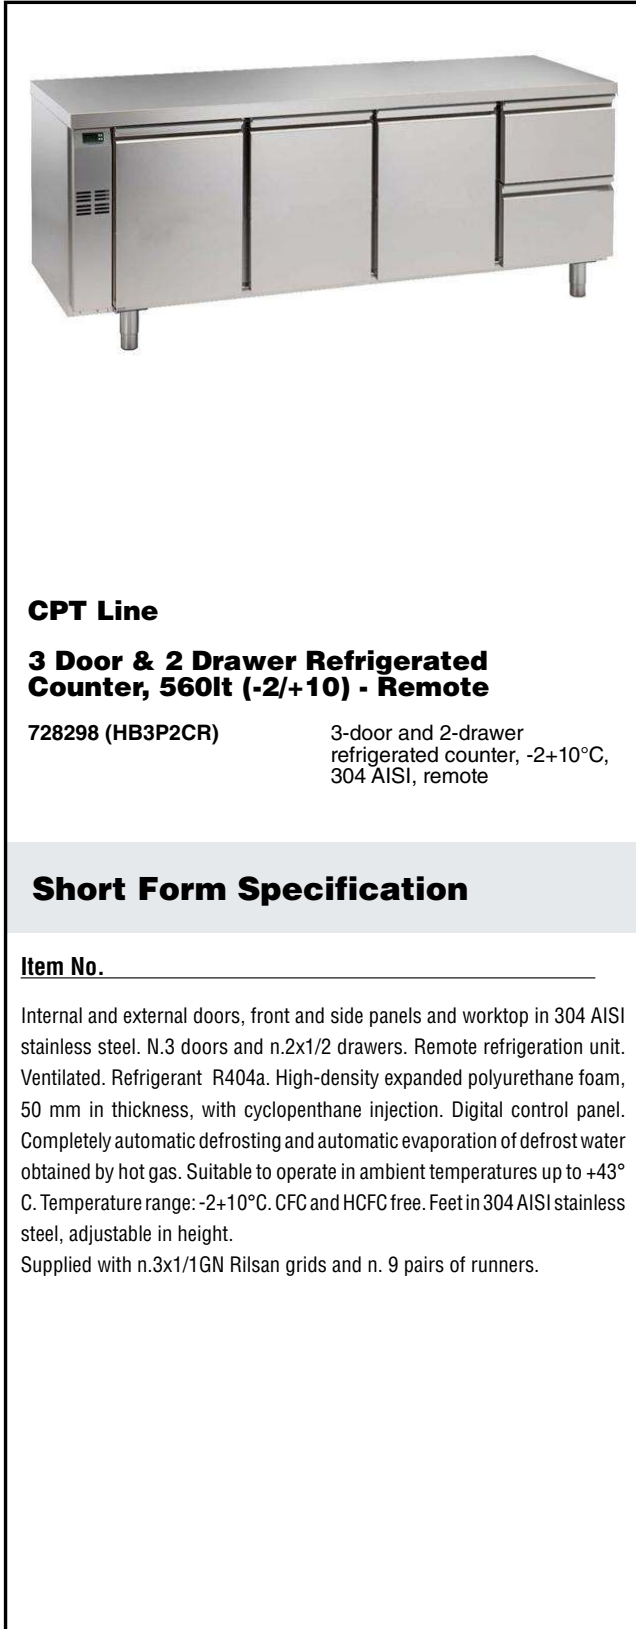 CPT Line
3 Door & 2 Drawer Refrigerated
Counter, 560lt (-2/+10) - Remote
728298 (HB3P2CR)
3-door and 2-drawer
refrigerated counter, -2+10°C,
304 AISI, remote
Short Form Specification
Item No.
Internal and external doors, front and side panels and worktop in 304 AISI
stainless steel. N.3 doors and n.2x1/2 drawers. Remote refrigeration unit.
Ventilated. Refrigerant R404a. High-density expanded polyurethane foam,
50 mm in thickness, with cyclopenthane injection. Digital control panel.
Completely automatic defrosting and automatic evaporation of defrost water
obtained by hot gas. Suitable to operate in ambient temperatures up to +43°
C. Temperature range: -2+10°C. CFC and HCFC free. Feet in 304 AISI stainless
steel, adjustable in height.
Supplied with n.3x1/1GN Rilsan grids and n. 9 pairs of runners.